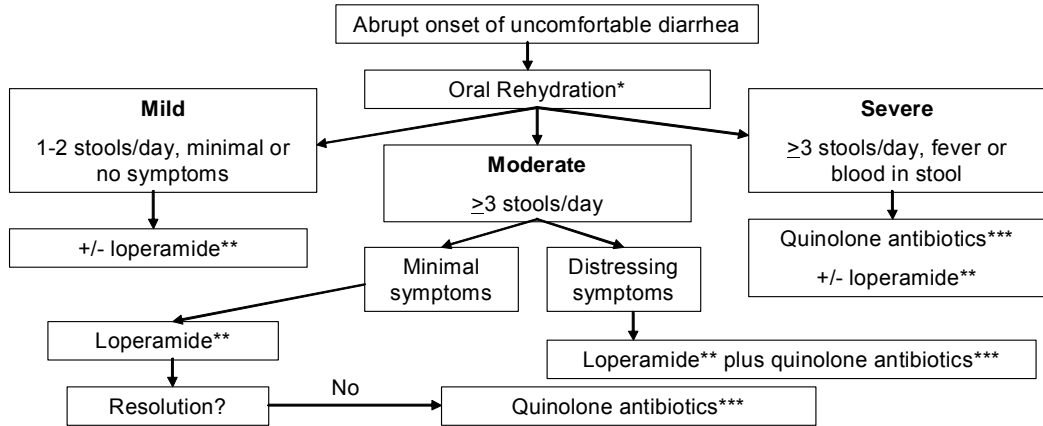 Abrupt onset of uncomfortable diarrhea
Oral Rehydration*
Mild
1-2 stools/day, minimal or
no symptoms
+/- loperamide**
Moderate
≥3 stools/day
Severe
≥3 stools/day, fever or
blood in stool
Quinolone antibiotics***
+/- loperamide**
Minimal
symptoms
Distressing
symptoms
Loperamide**
Loperamide** plus quinolone antibiotics***
Resolution?
No
Quinolone antibiotics***